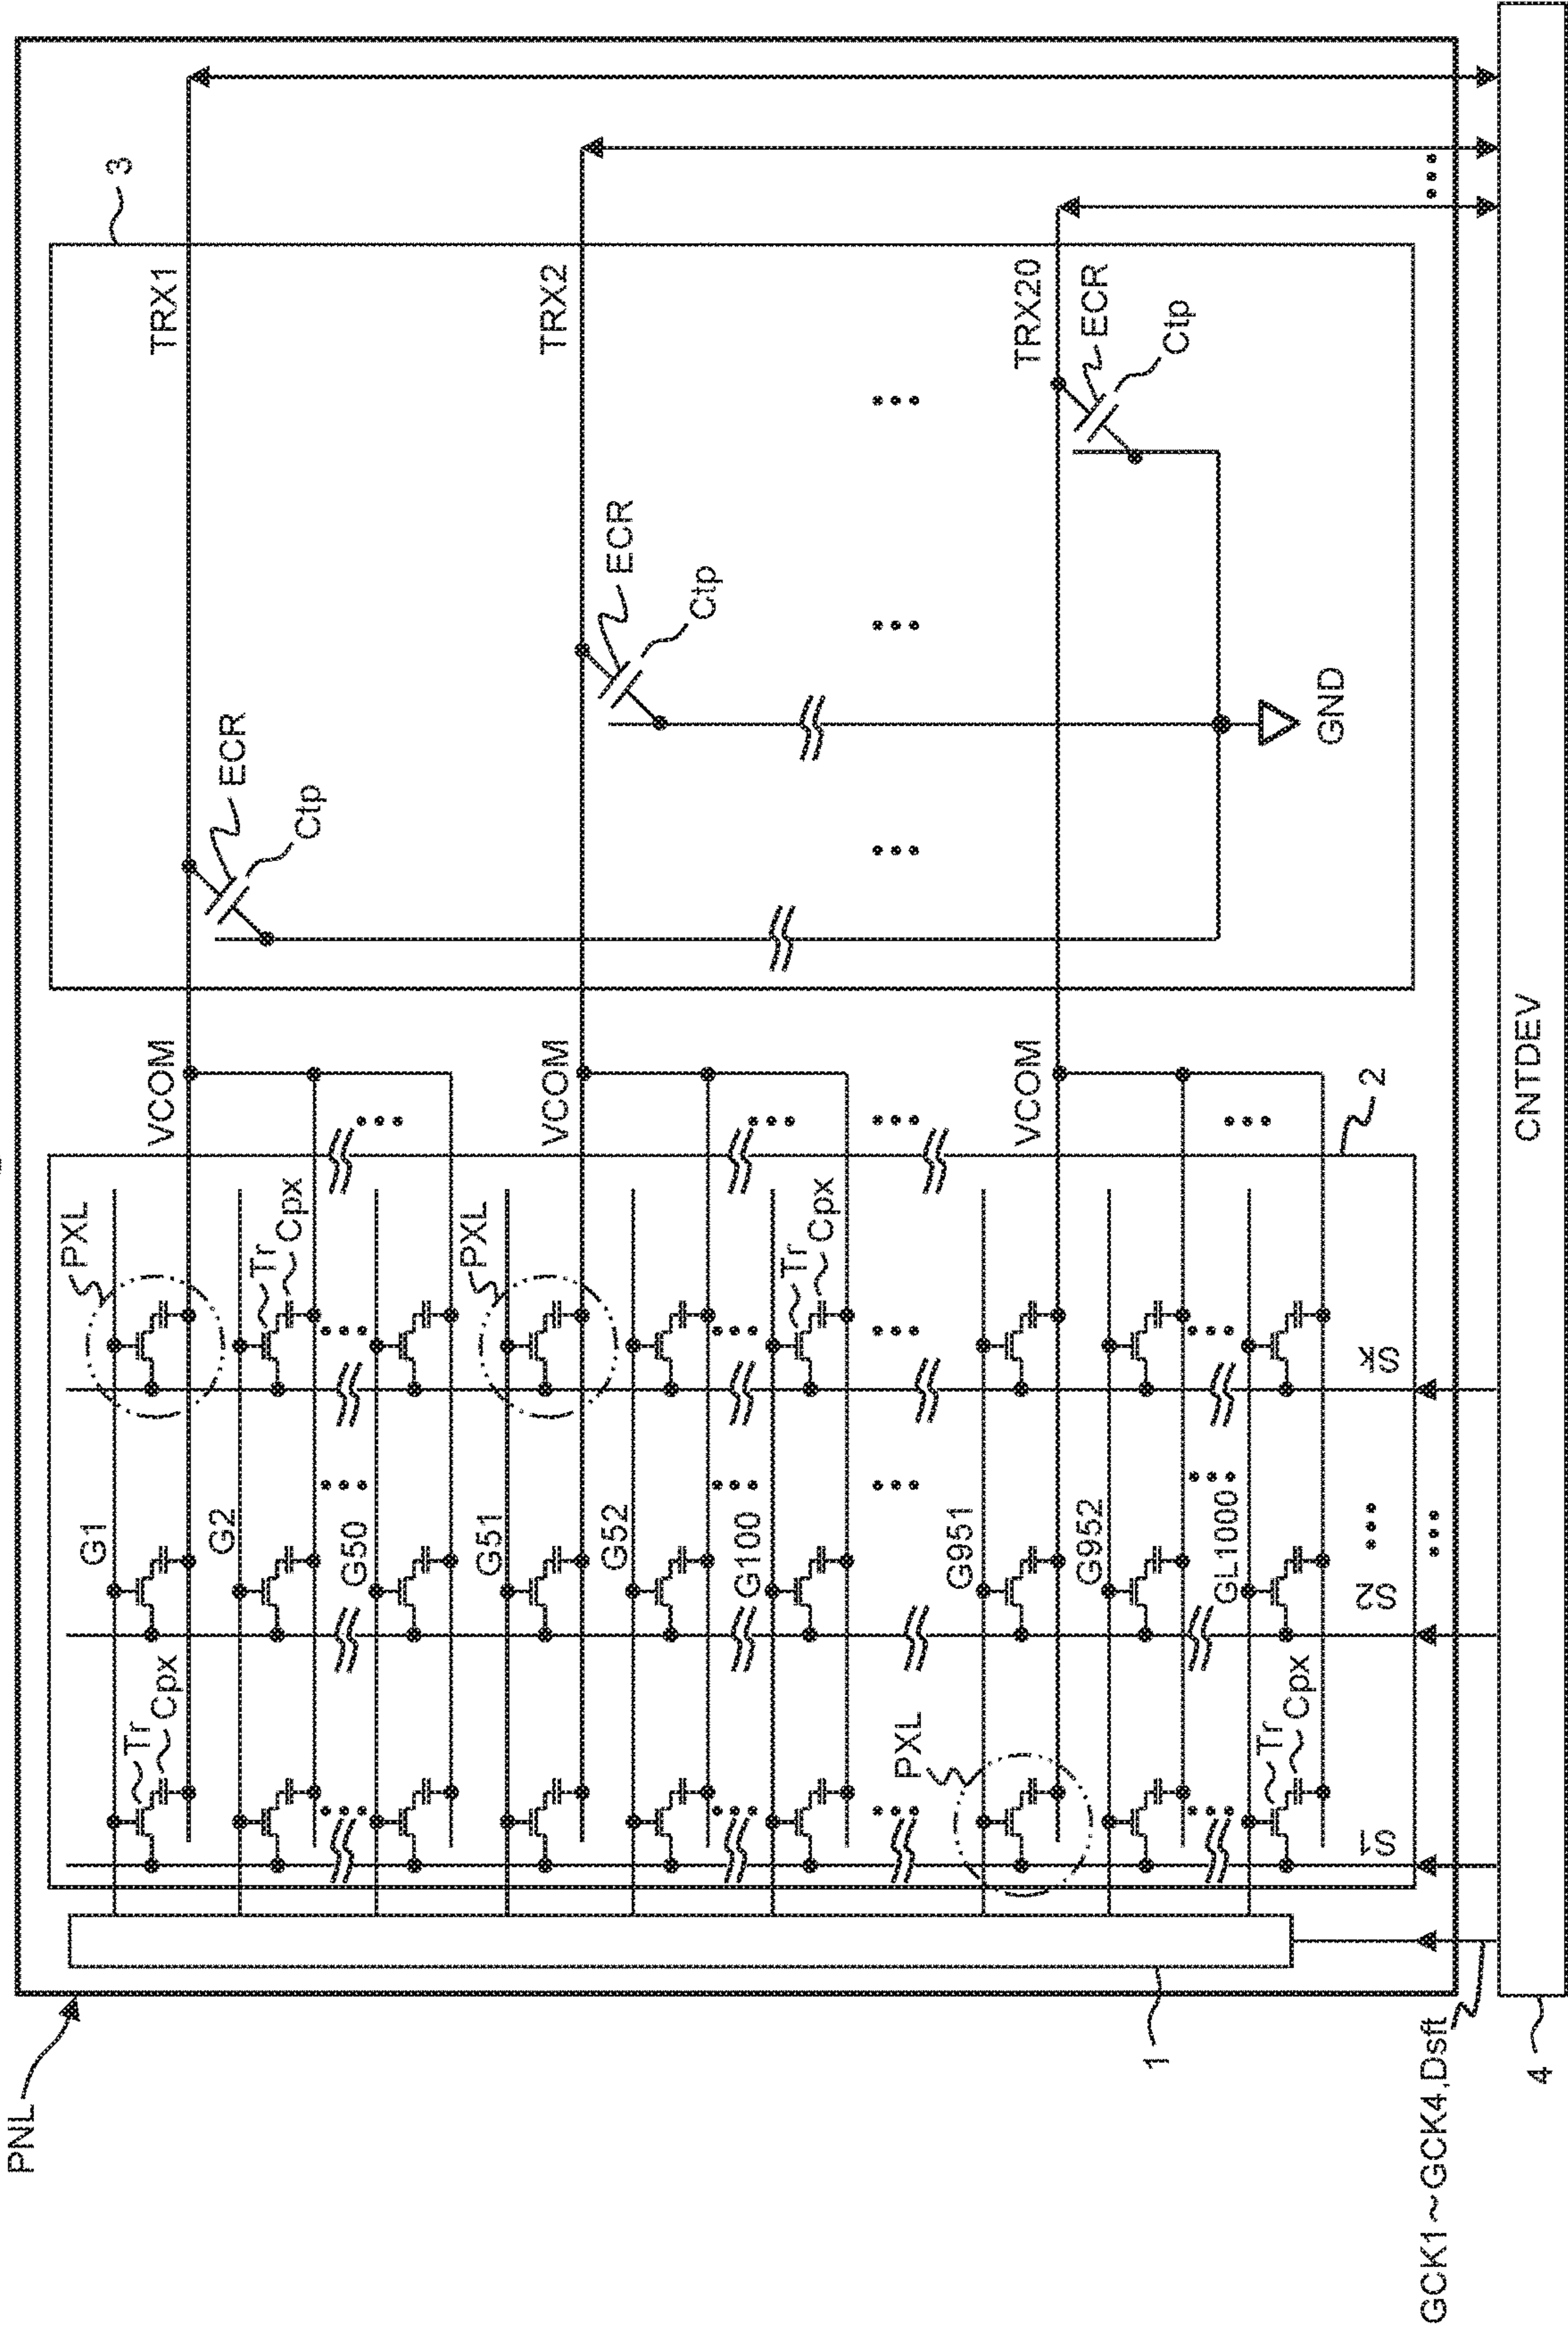 PNL
3
TRX1
ECR
Ctp
TRX2
ECR
Ctp
TRX20
ECR
Ctp
GND
VCOM
VCOM
VCOM
2
PXL
Tr
Cpx
PXL
Tr
Cpx
G1
G2
G50
G51
G52
G100
G951
G952
GL1000
Tr
Cpx
PXL
Tr
Cpx
S1
S2
Sk
1
GCK1~GCK4,Dsft
CNTDEV
4